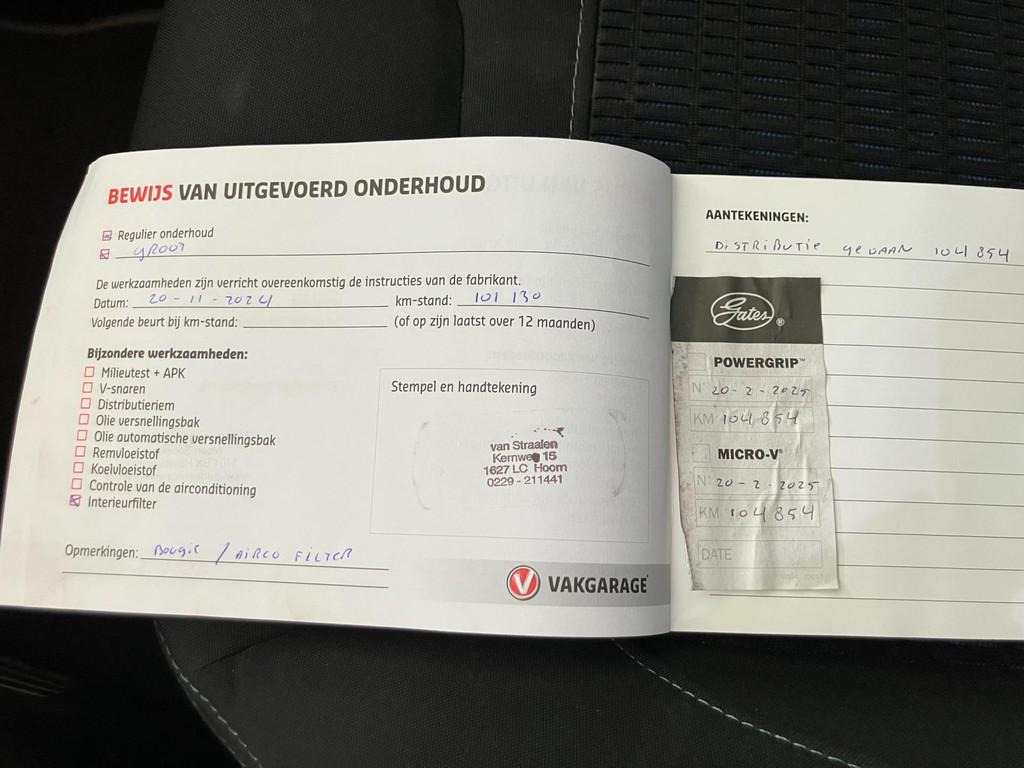 BEWIJS VAN UITGEVOERD ONDERHOUD
Regulier onderhoud
GROOT
De werkzaamheden zijn verricht overeenkomstig de instructies van de fabrikant.
Datum: 20-11-2024 km-stand: 101 130
Volgende beurt bij km-stand: (of op zijn laatst over 12 maanden)
Bijzondere werkzaamheden:
Milieutest + APK
V-snaren
Distributieriem
Olie versnellingsbak
Olie automatische versnellingsbak
Remvloeistof
Koelvloeistof
Controle van de airconditioning
Interieurfilter
Stempel en handtekening
van Straalen
Kernweg 15
1627 LC Hoorn
0229 - 211441
Opmerkingen: Bougie / AIRCO FILTER
VAKGARAGE
AANTEKENINGEN:
DISTRIBUTIE GEDAAN 104 854
Gates®
POWERGRIP™
N° 20-2-2025
KM 104 854
MICRO-V®
N° 20-2-2025
KM 104 854
DATE